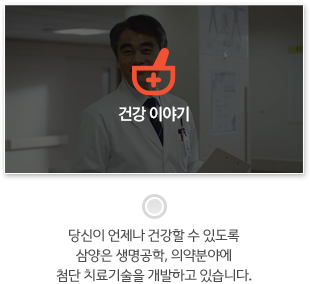 건강 이야기
당신이 언제나 건강할 수 있도록
삼양은 생명공학, 의약분야에
첨단 치료기술을 개발하고 있습니다.